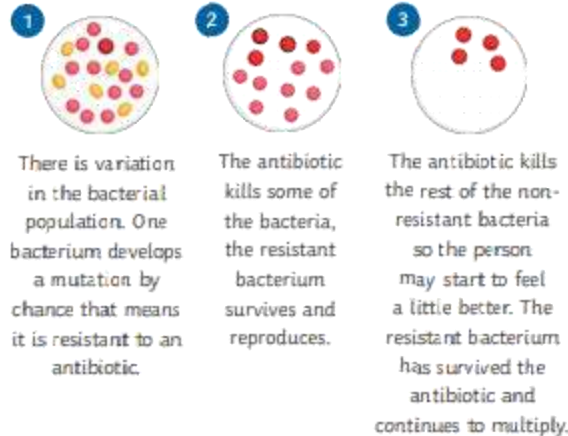 1
There is variation
in the bacterial
population. One
bacterium develops
a mutation by
chance that means
it is resistant to an
antibiotic.
2
The antibiotic
kills some of
the bacteria,
the resistant
bacterium
survives and
reproduces.
3
The antibiotic kills
the rest of the non-
resistant bacteria
so the person
may start to feel
a little better. The
resistant bacterium
has survived the
antibiotic and
continues to multiply.